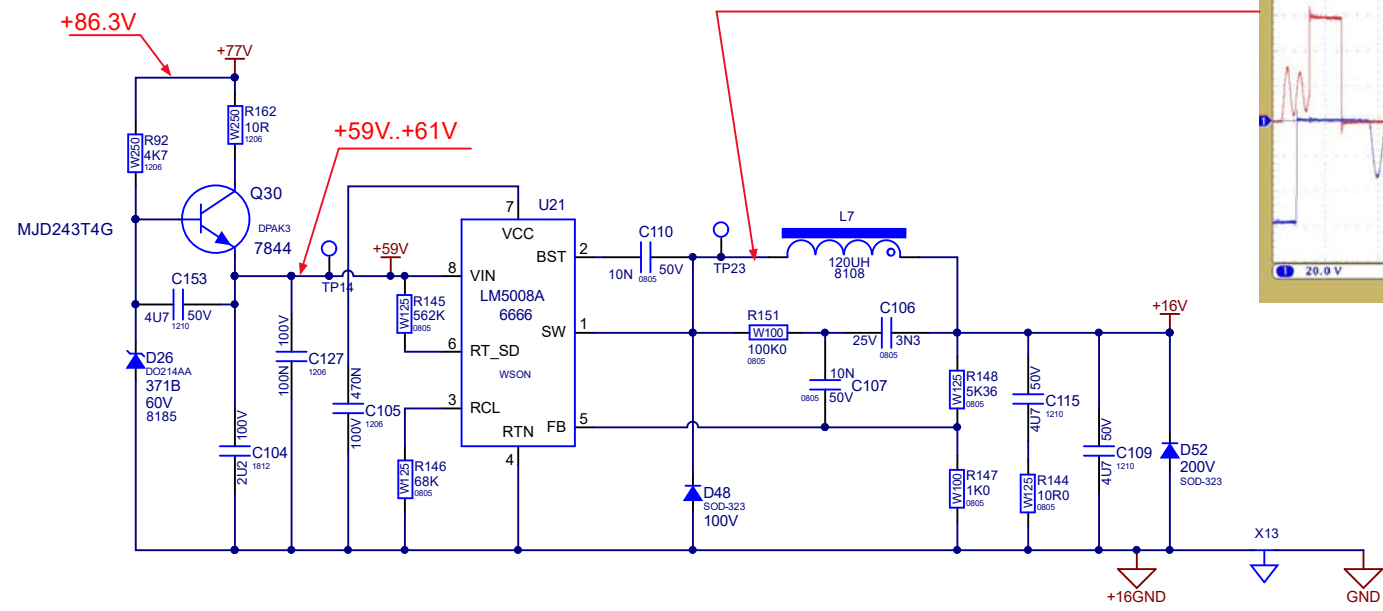 +86.3V
+77V
R162
10R
1206
W250
R92
4K7
1206
W250
+59V..+61V
Q30
MJD243T4G
DPAK3
7844
C153
4U7
50V
1210
D26
DO214AA
371B
60V
8185
100V
C104
1812
2U2
100V
C127
1206
100N
470N
C105
1206
100V
TP14
+59V
R145
562K
0805
W125
R146
68K
0805
W125
U21
7
VCC
8
VIN
BST
2
LM5008A
6666
SW
1
6
RT_SD
WSON
3
RCL
FB
5
RTN
4
C110
10N
50V
0805
TP23
L7
120UH
8108
R151
W100
100K0
0805
C106
25V
3N3
0805
10N
C107
0805
50V
R148
5K36
0805
W125
R147
1K0
0805
W100
50V
C115
1210
4U7
R144
10R0
0805
W125
50V
C109
1210
4U7
+16V
D52
200V
SOD-323
D48
SOD-323
100V
+16GND
X13
GND
1
1 20.0 V